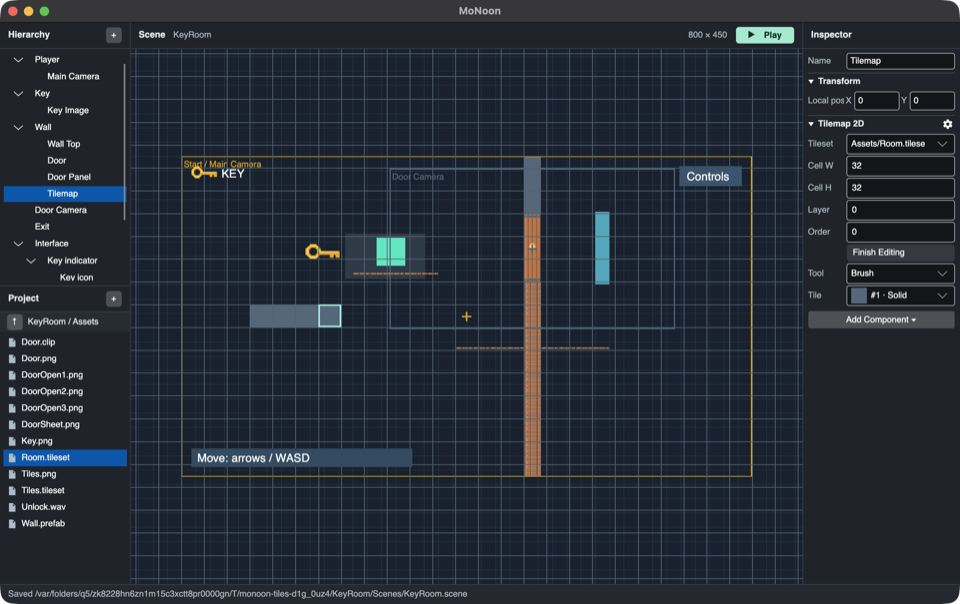 MoNoon
Hierarchy
+
Player
Main Camera
Key
Key Image
Wall
Wall Top
Door
Door Panel
Tilemap
Door Camera
Exit
Interface
Key indicator
Key icon
Project
+
KeyRoom / Assets
Door.clip
Door.png
DoorOpen1.png
DoorOpen2.png
DoorOpen3.png
DoorSheet.png
Key.png
Room.tileset
Tiles.png
Tiles.tileset
Unlock.wav
Wall.prefab
Scene KeyRoom
800 × 450
Play
Start / Main Camera
KEY
Door Camera
Controls
Move: arrows / WASD
Inspector
Name Tilemap
Transform
Local pos X 0 Y 0
Tilemap 2D
Tileset Assets/Room.tilese
Cell W 32
Cell H 32
Layer 0
Order 0
Finish Editing
Tool Brush
Tile #1 · Solid
Add Component
Saved /var/folders/q5/zk8228hn6zn1m15c3xctt8pr0000gn/T/monoon-tiles-d1g_0uz4/KeyRoom/Scenes/KeyRoom.scene